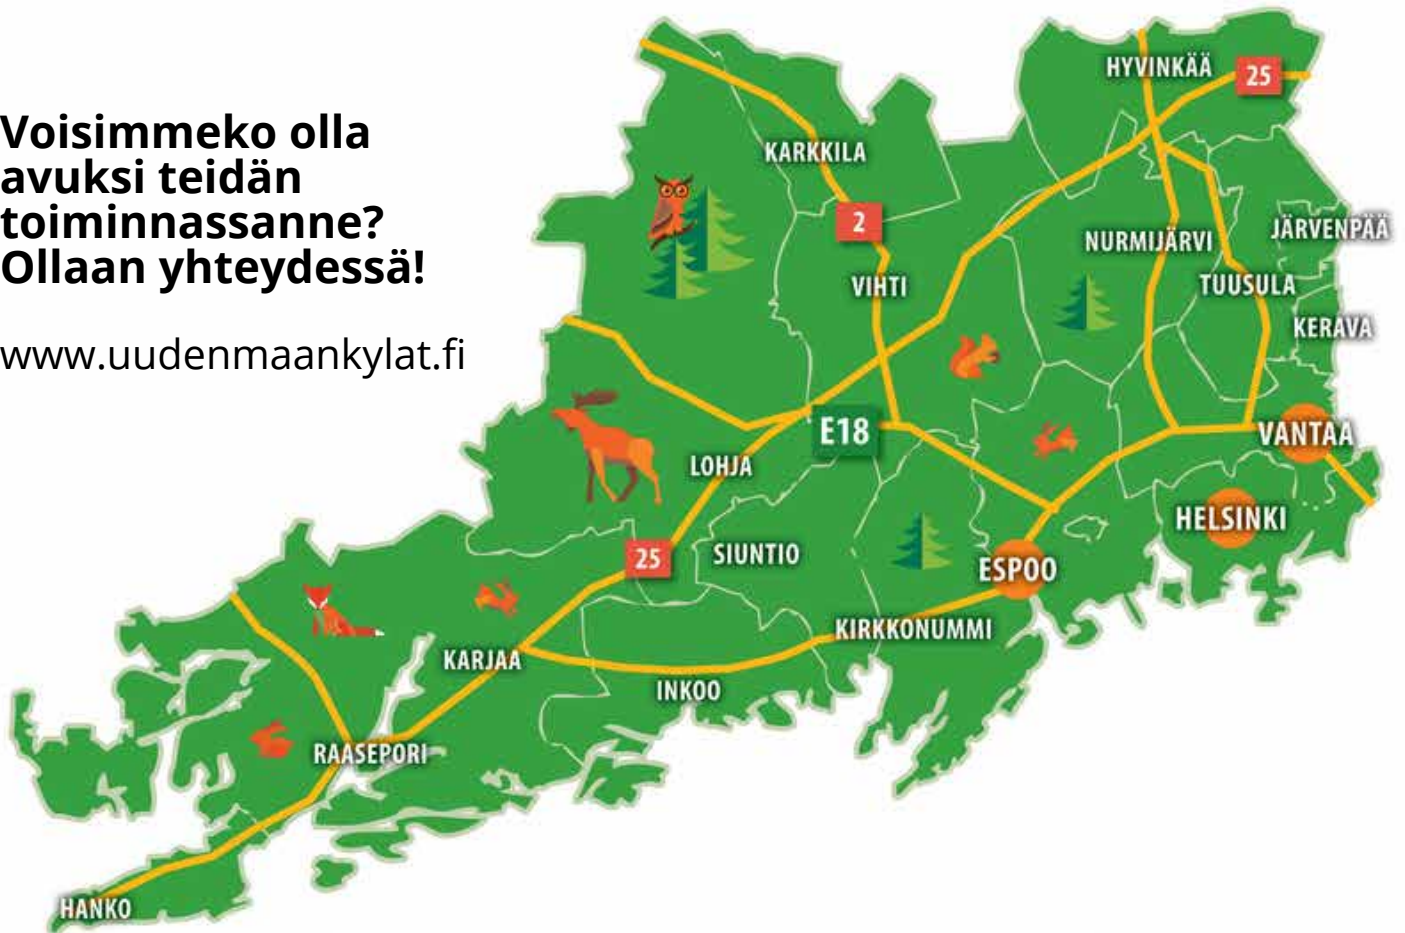 Voisimmeko olla
avuksi teidän
toiminnassanne?
Ollaan yhteydessä!
www.uudenmaankylat.fi
HYVINKÄÄ
25
KARKKILA
2
NURMIJÄRVI
JÄRVENPÄÄ
VIHTI
TUUSULA
KERAVA
E18
VANTAA
LOHJA
HELSINKI
25
SIUNTIO
ESPOO
KIRKKONUMMI
KARJAA
INKOO
RAASEPORI
HANKO